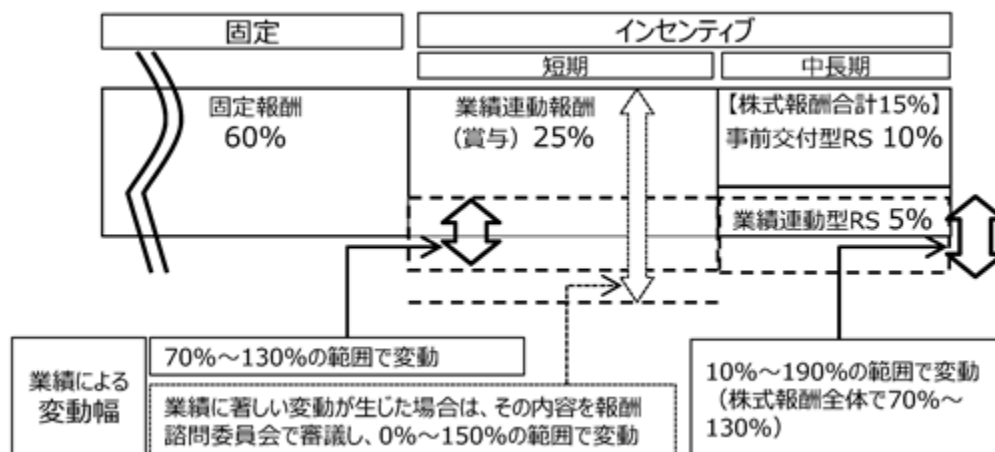 固定
インセンティブ
短期
中長期
固定報酬
60%
業績連動報酬
(賞与) 25%
【株式報酬合計15%】
事前交付型RS 10%
業績連動型RS 5%
業績による
変動幅
70%~130%の範囲で変動
業績に著しい変動が生じた場合は、その内容を報酬
諮問委員会で審議し、0%~150%の範囲で変動
10%~190%の範囲で変動
(株式報酬全体で70%~
130%)